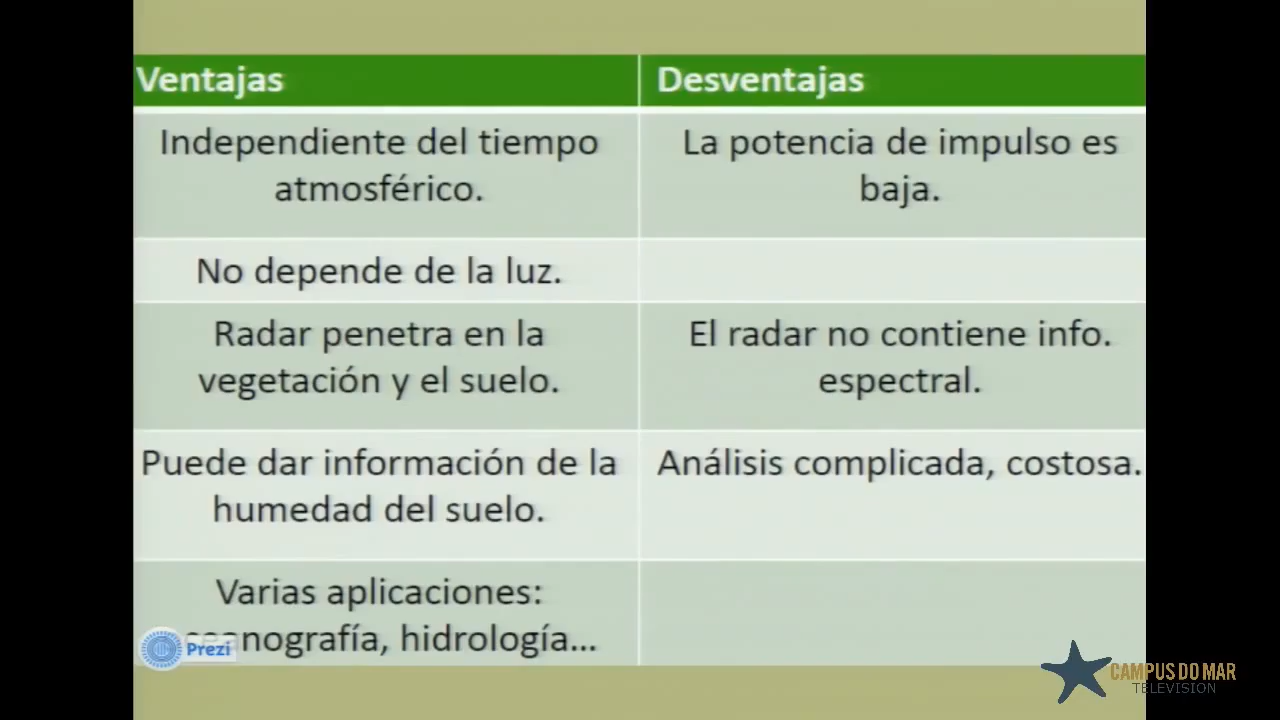 Ventajas
Desventajas
Independiente del tiempo
atmosférico.
La potencia de impulso es
baja.
No depende de la luz.
Radar penetra en la
vegetación y el suelo.
El radar no contiene info.
espectral.
Puede dar información de la
humedad del suelo.
Análisis complicada, costosa.
Varias aplicaciones:
hidrología...
Prezi
CAMPUS DO MAR
TELEVISION